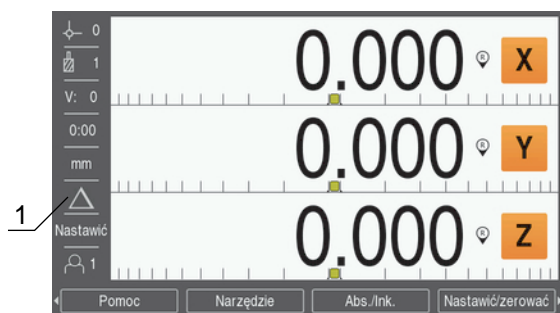 0
1
V: 0
0:00
mm
Nastawić
1
1
0.000 R X
0.000 R Y
0.000 R Z
Pomoc Narzędzie Abs./Ink. Nastawić/zerować